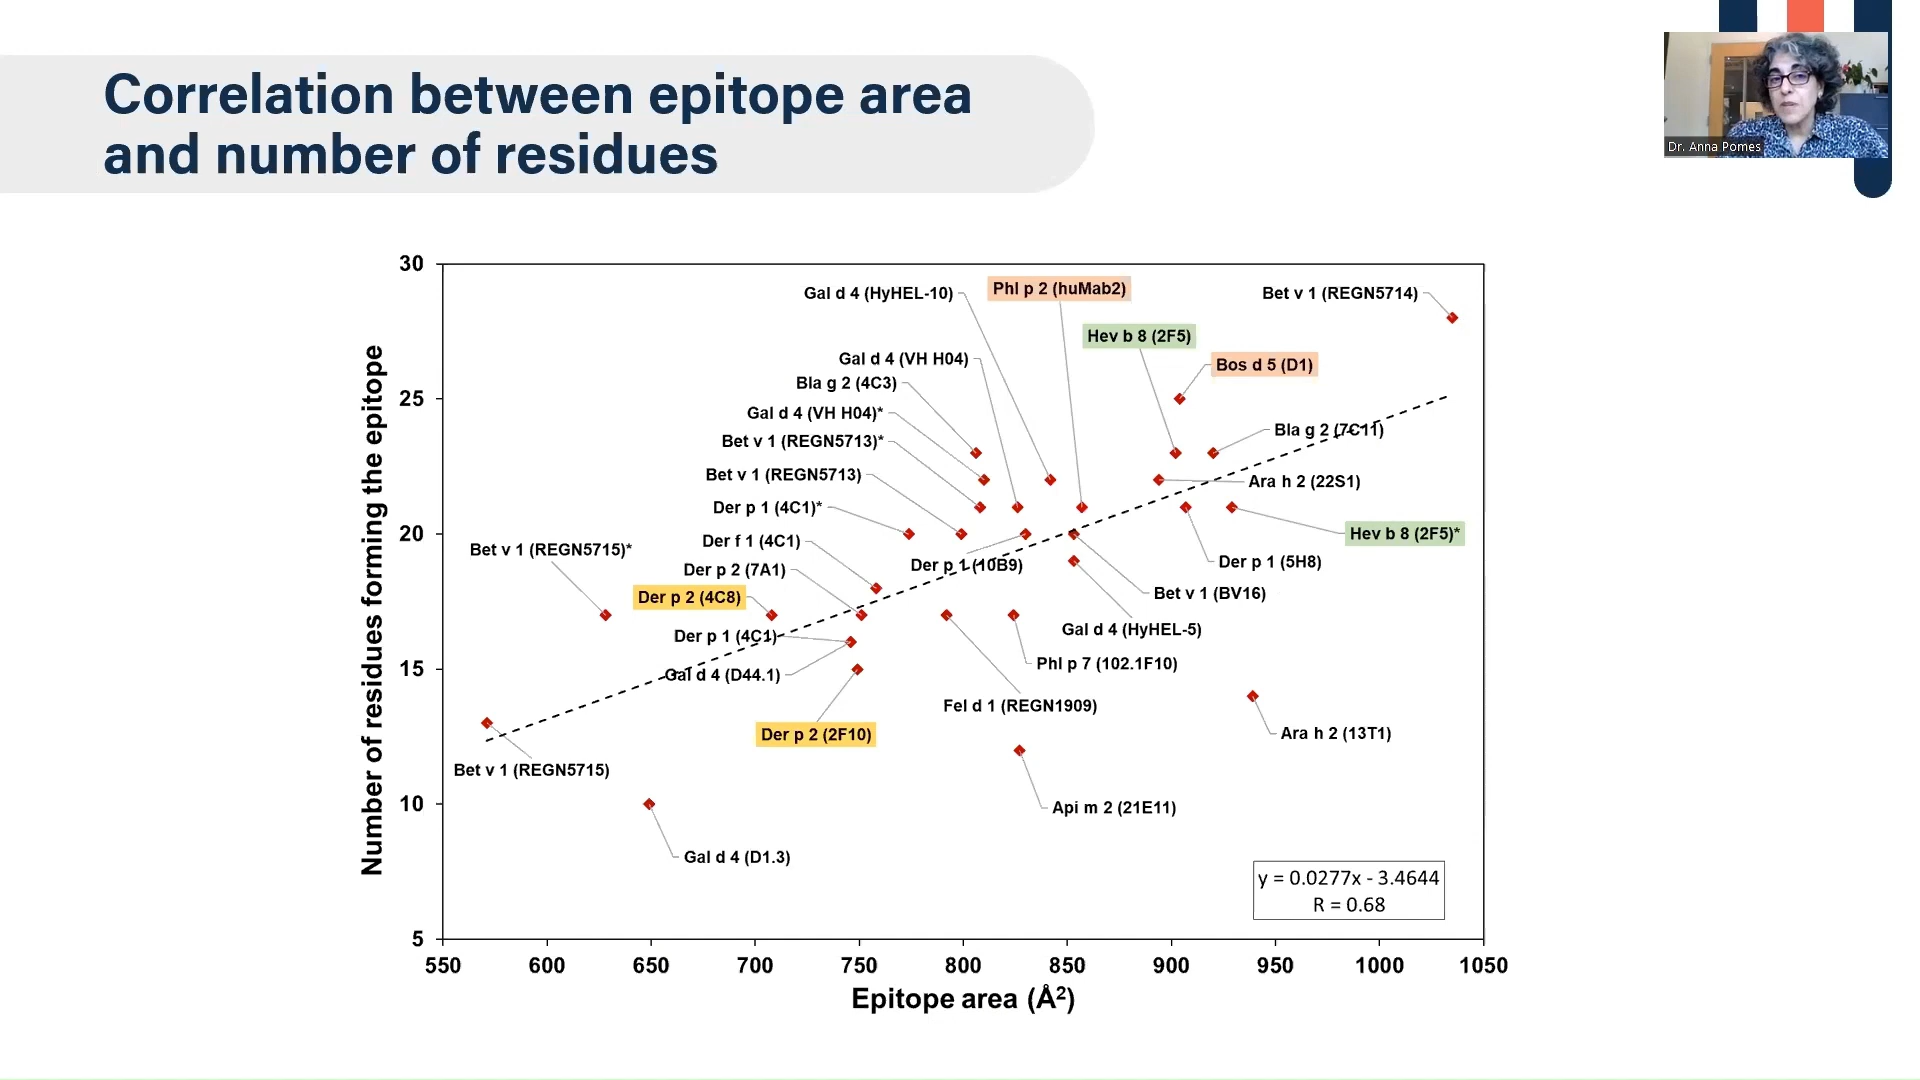 Correlation between epitope area
and number of residues
Dr. Anna Pomes
Number of residues forming the epitope
30
25
20
15
10
5
Gal d 4 (HyHEL-10)
Phl p 2 (huMab2)
Bet v 1 (REGN5714)
Hev b 8 (2F5)
Gal d 4 (VH H04)
Bos d 5 (D1)
Bla g 2 (4C3)
Gal d 4 (VH H04)*
Bla g 2 (7C11)
Bet v 1 (REGN5713)*
Bet v 1 (REGN5713)
Ara h 2 (22S1)
Der p 1 (4C1)*
Hev b 8 (2F5)*
Der f 1 (4C1)
Bet v 1 (REGN5715)*
Der p 1 (10B9)
Der p 1 (5H8)
Der p 2 (7A1)
Bet v 1 (BV16)
Der p 2 (4C8)
Gal d 4 (HyHEL-5)
Der p 1 (4C1)
Phl p 7 (102.1F10)
Gal d 4 (D44.1)
Fel d 1 (REGN1909)
Der p 2 (2F10)
Ara h 2 (13T1)
Bet v 1 (REGN5715)
Api m 2 (21E11)
Gal d 4 (D1.3)
y = 0.0277x - 3.4644
R = 0.68
550 600 650 700 750 800 850 900 950 1000 1050
Epitope area (Å²)